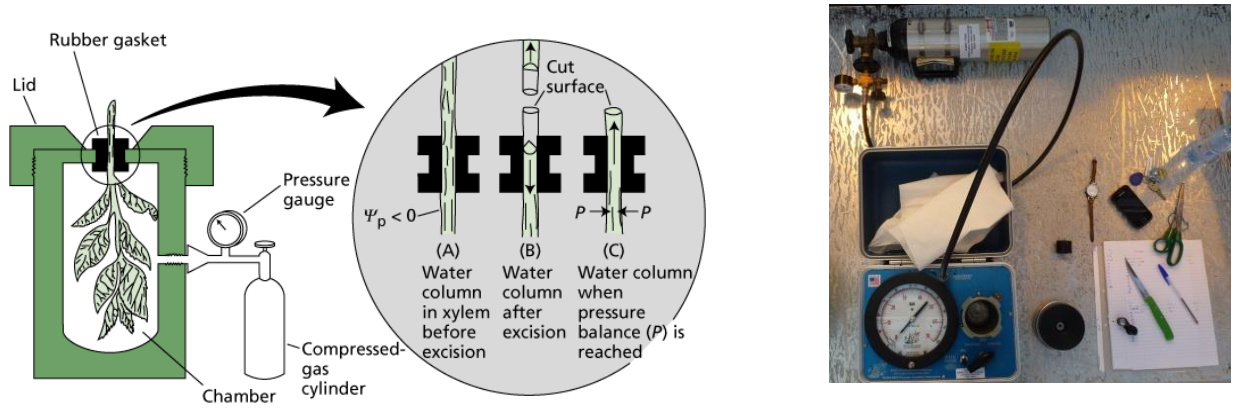 Rubber gasket
Lid
Pressure
gauge
Compressed-
gas
cylinder
Chamber
Cut
surface
Ψp < 0
P
P
(A)
Water
column
in xylem
before
excision
(B)
Water
column
after
excision
(C)
Water column
when
pressure
balance (P) is
reached